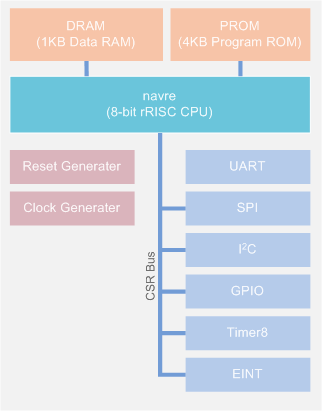 DRAM
(1KB Data RAM)
PROM
(4KB Program ROM)
navre
(8-bit rRISC CPU)
Reset Generater
Clock Generater
CSR Bus
UART
SPI
I²C
GPIO
Timer8
EINT